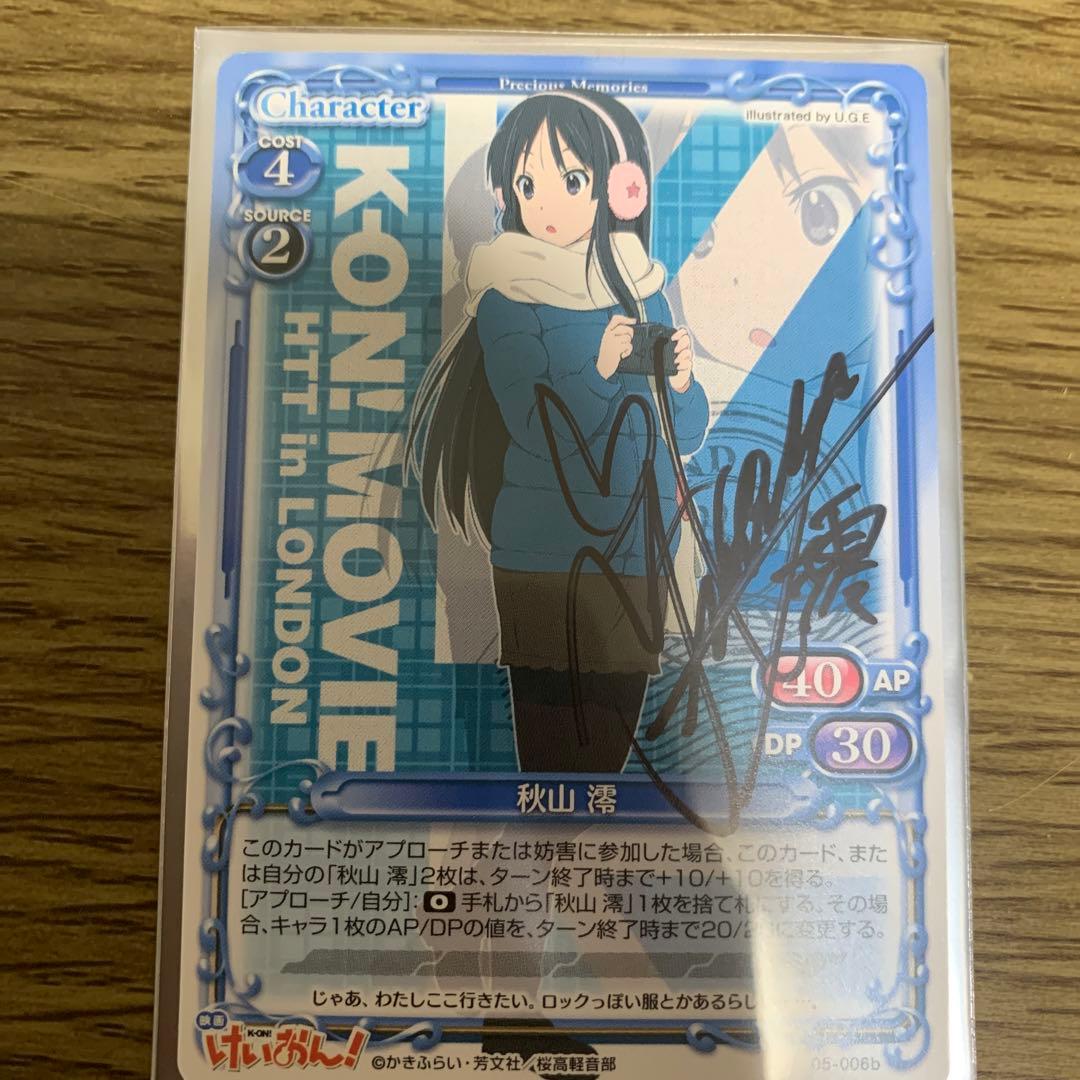 Precious Memories
Character
illustrated by U.G.E
COST
4
SOURCE
2
K-ON! MOVIE
HTT in LONDON
澪
40 AP
DP 30
秋山 澪
このカードがアプローチまたは妨害に参加した場合、このカード、また
は自分の「秋山 澪」2枚は、ターン終了時まで+10/+10を得る。
[アプローチ/自分]:0手札から「秋山 澪」1枚を捨て札にする。その場
合、キャラ1枚のAP/DPの値を、ターン終了時まで20/に変更する。
じゃあ、わたしここ行きたい。ロックっぽい服とかあるらし
映画
K-ON!
けいおん!
©かきふらい・芳文社/桜高軽音部
05-006b